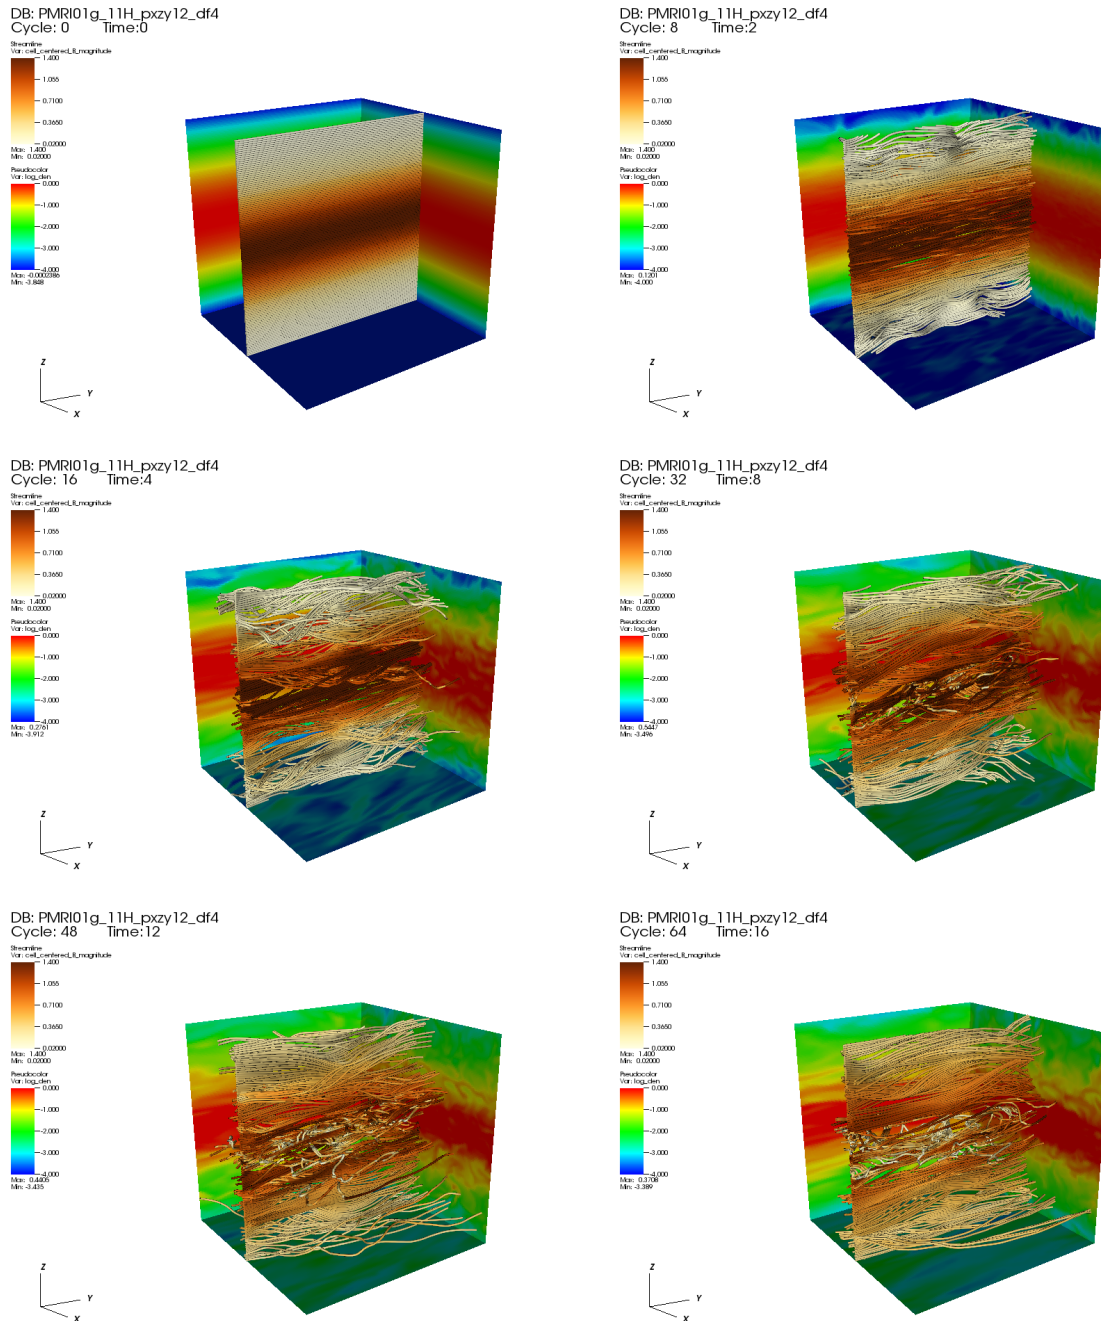 DB: PMRI01g_11H_pxzy12_df4
Cycle: 0 Time:0
Streamline
Var: cell_centered_B_magnitude
1.400
1.055
0.7100
0.3650
0.02000
Max: 1.400
Min: 0.02000
Pseudocolor
Var: log_den
0.000
-1.000
-2.000
-3.000
-4.000
Max: -0.0002386
Min: -3.848
Z
Y
X
DB: PMRI01g_11H_pxzy12_df4
Cycle: 8 Time:2
Streamline
Var: cell_centered_B_magnitude
1.400
1.055
0.7100
0.3650
0.02000
Max: 1.400
Min: 0.02000
Pseudocolor
Var: log_den
0.000
-1.000
-2.000
-3.000
-4.000
Max: 0.1201
Min: -4.000
Z
Y
X
DB: PMRI01g_11H_pxzy12_df4
Cycle: 16 Time:4
Streamline
Var: cell_centered_B_magnitude
1.400
1.055
0.7100
0.3650
0.02000
Max: 1.400
Min: 0.02000
Pseudocolor
Var: log_den
0.000
-1.000
-2.000
-3.000
-4.000
Max: 0.2761
Min: -3.912
Z
Y
X
DB: PMRI01g_11H_pxzy12_df4
Cycle: 32 Time:8
Streamline
Var: cell_centered_B_magnitude
1.400
1.055
0.7100
0.3650
0.02000
Max: 1.400
Min: 0.02000
Pseudocolor
Var: log_den
0.000
-1.000
-2.000
-3.000
-4.000
Max: 0.5447
Min: -3.496
Z
Y
X
DB: PMRI01g_11H_pxzy12_df4
Cycle: 48 Time:12
Streamline
Var: cell_centered_B_magnitude
1.400
1.055
0.7100
0.3650
0.02000
Max: 1.400
Min: 0.02000
Pseudocolor
Var: log_den
0.000
-1.000
-2.000
-3.000
-4.000
Max: 0.4405
Min: -3.435
Z
Y
X
DB: PMRI01g_11H_pxzy12_df4
Cycle: 64 Time:16
Streamline
Var: cell_centered_B_magnitude
1.400
1.055
0.7100
0.3650
0.02000
Max: 1.400
Min: 0.02000
Pseudocolor
Var: log_den
0.000
-1.000
-2.000
-3.000
-4.000
Max: 0.3708
Min: -3.389
Z
Y
X